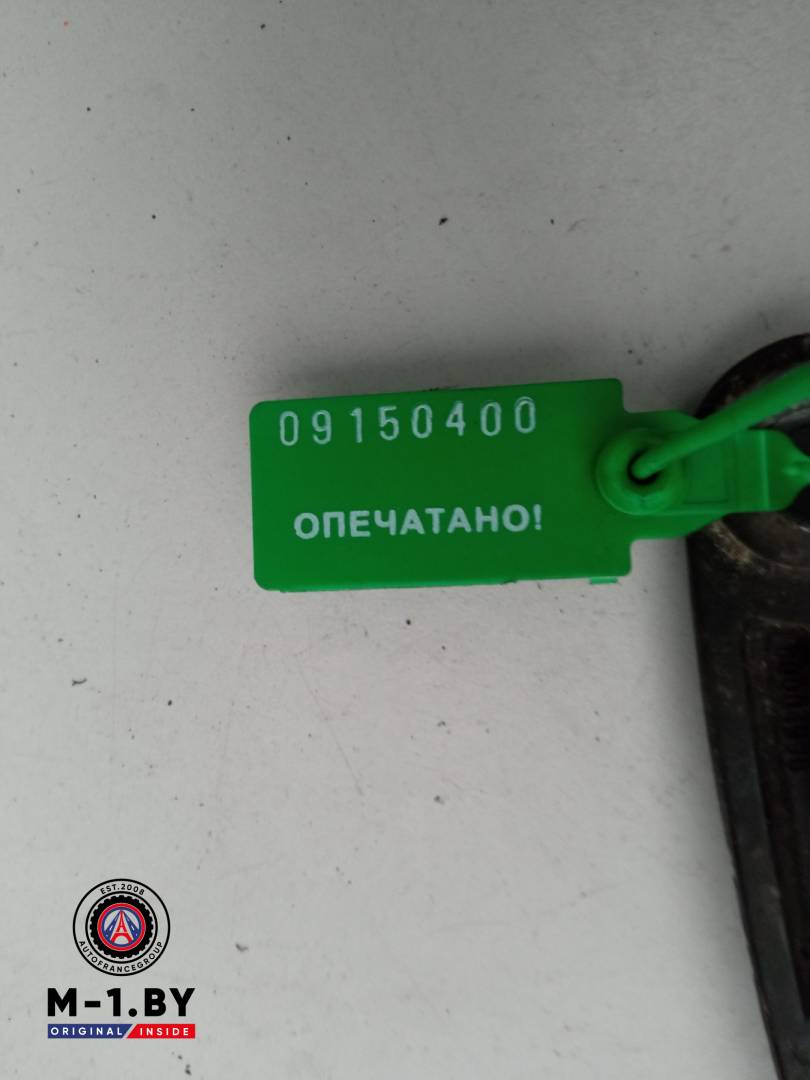 09150400
ОПЕЧАТАНО!
EST.2008
AUTOFRANCEGROUP
M-1.BY
ORIGINAL INSIDE